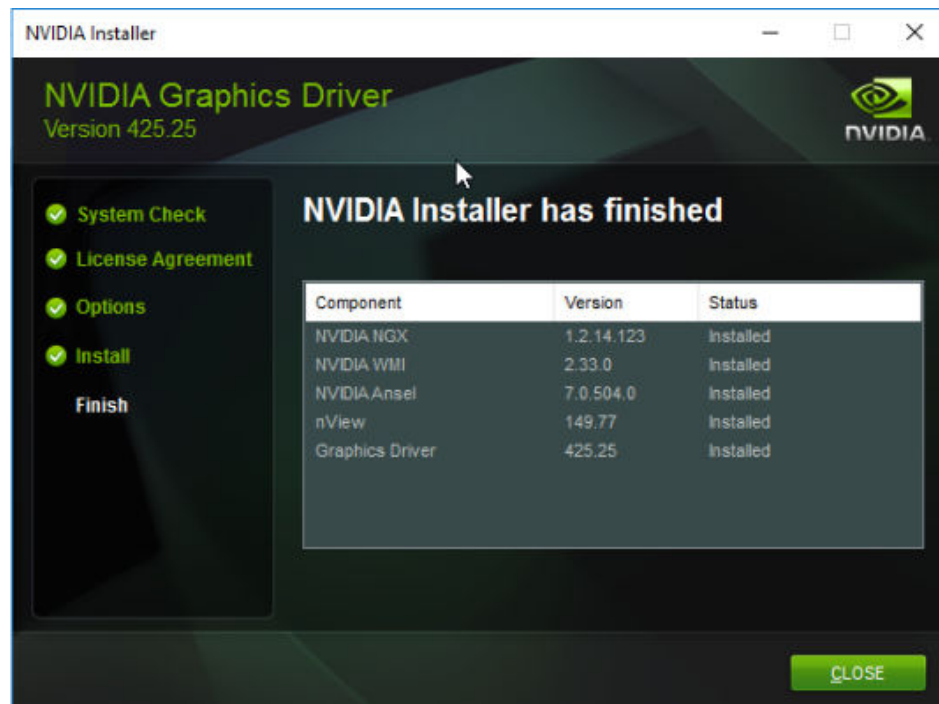 NVIDIA Installer
NVIDIA Graphics Driver
Version 425.25
NVIDIA
System Check
License Agreement
Options
Install
Finish
NVIDIA Installer has finished
Component Version Status
NVIDIA NGX 1.2.14.123 Installed
NVIDIA WMI 2.33.0 Installed
NVIDIA Ansel 7.0.504.0 Installed
nView 149.77 Installed
Graphics Driver 425.25 Installed
CLOSE